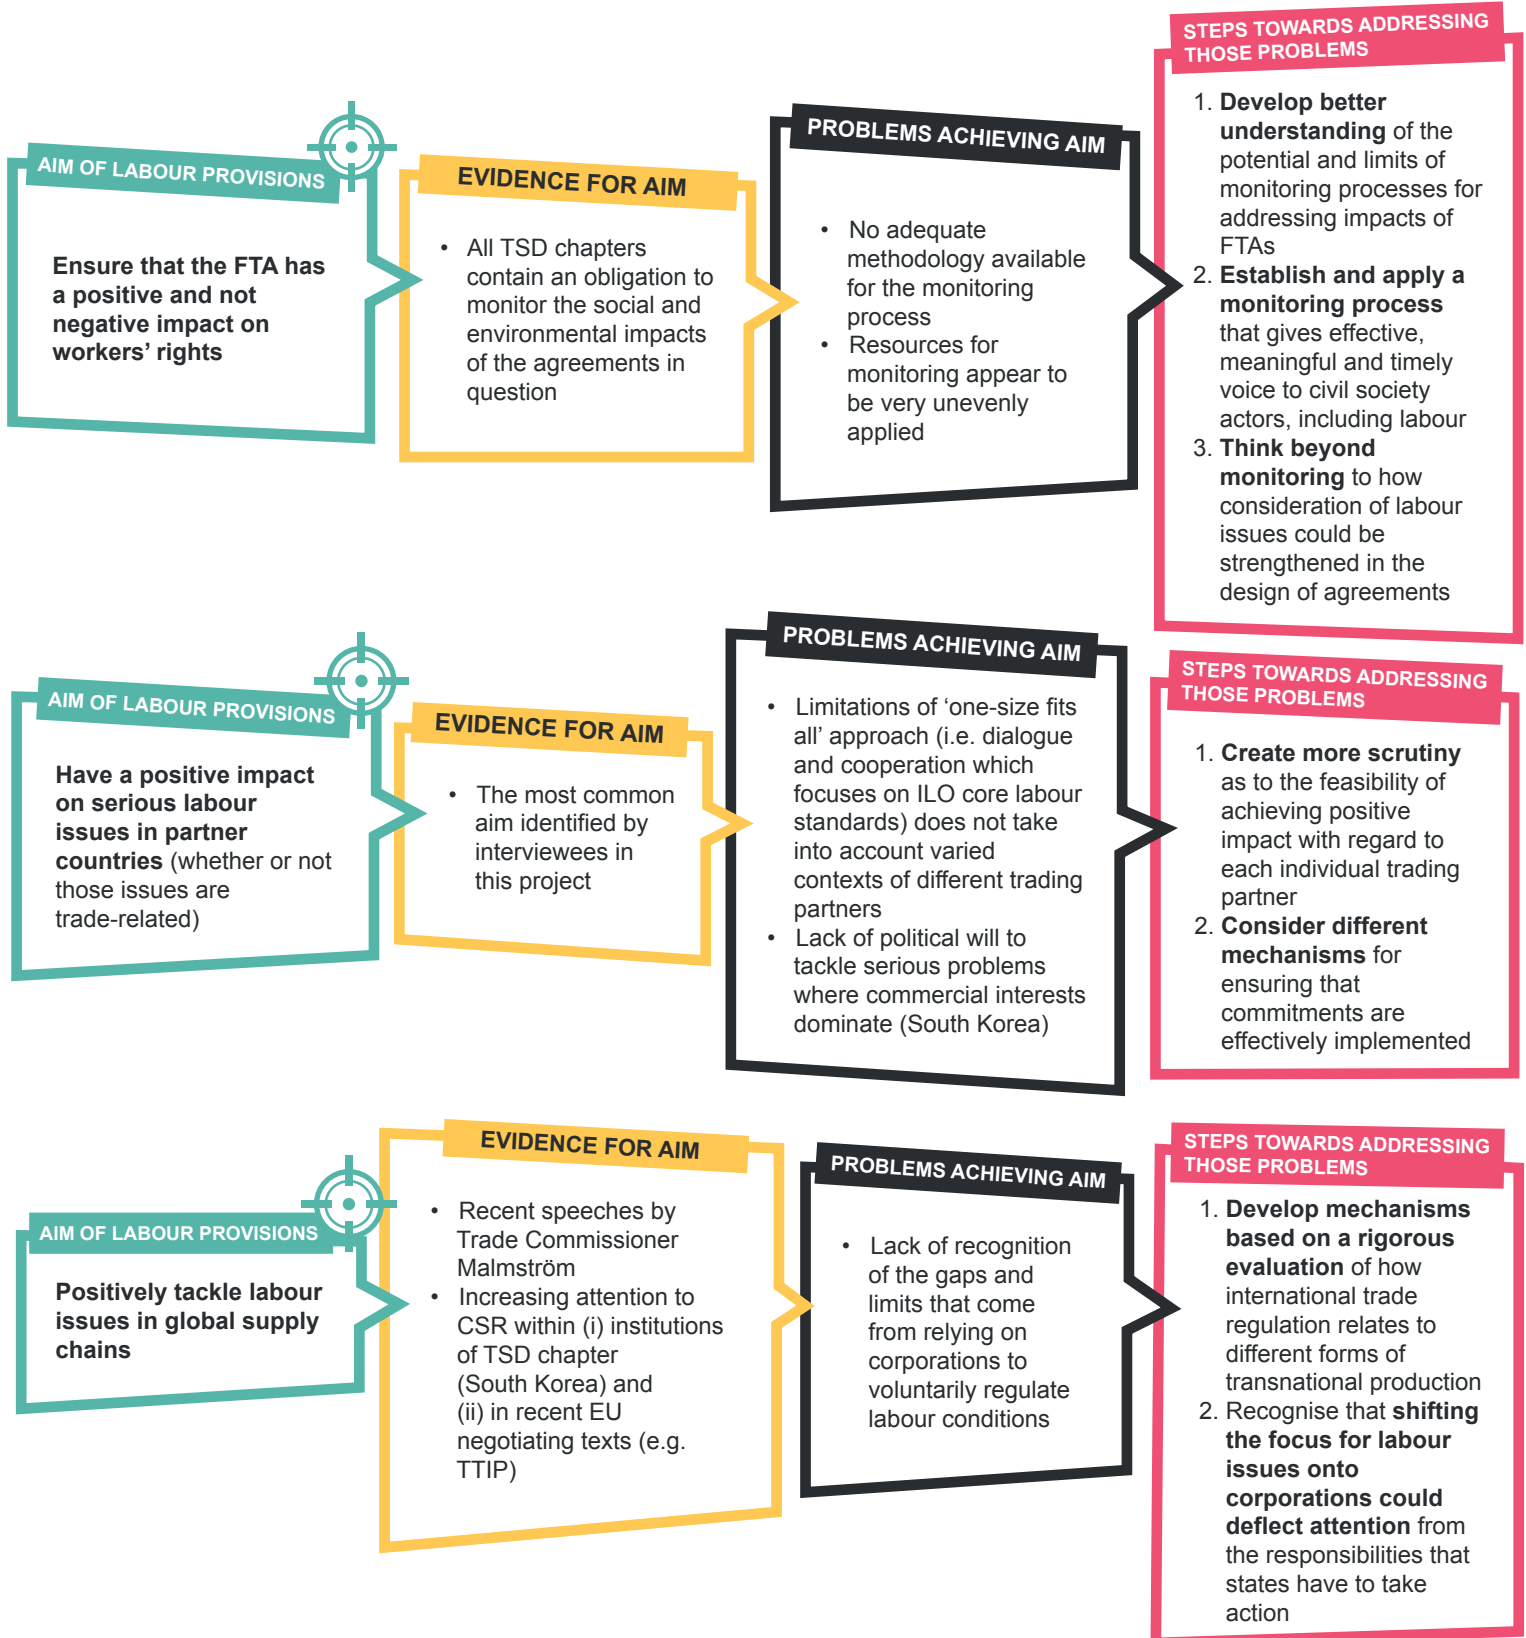 AIM OF LABOUR PROVISIONS
Ensure that the FTA has
a positive and not
negative impact on
workers’ rights
EVIDENCE FOR AIM
• All TSD chapters
contain an obligation to
monitor the social and
environmental impacts
of the agreements in
question
PROBLEMS ACHIEVING AIM
• No adequate
methodology available
for the monitoring
process
• Resources for
monitoring appear to
be very unevenly
applied
STEPS TOWARDS ADDRESSING
THOSE PROBLEMS
1. Develop better
understanding of the
potential and limits of
monitoring processes for
addressing impacts of
FTAs
2. Establish and apply a
monitoring process
that gives effective,
meaningful and timely
voice to civil society
actors, including labour
3. Think beyond
monitoring to how
consideration of labour
issues could be
strengthened in the
design of agreements
AIM OF LABOUR PROVISIONS
Have a positive impact
on serious labour
issues in partner
countries (whether or not
those issues are
trade-related)
EVIDENCE FOR AIM
• The most common
aim identified by
interviewees in
this project
PROBLEMS ACHIEVING AIM
• Limitations of ‘one-size fits
all’ approach (i.e. dialogue
and cooperation which
focuses on ILO core labour
standards) does not take
into account varied
contexts of different trading
partners
• Lack of political will to
tackle serious problems
where commercial interests
dominate (South Korea)
STEPS TOWARDS ADDRESSING
THOSE PROBLEMS
1. Create more scrutiny
as to the feasibility of
achieving positive
impact with regard to
each individual trading
partner
2. Consider different
mechanisms for
ensuring that
commitments are
effectively implemented
AIM OF LABOUR PROVISIONS
Positively tackle labour
issues in global supply
chains
EVIDENCE FOR AIM
• Recent speeches by
Trade Commissioner
Malmström
• Increasing attention to
CSR within (i) institutions
of TSD chapter
(South Korea) and
(ii) in recent EU
negotiating texts (e.g.
TTIP)
PROBLEMS ACHIEVING AIM
• Lack of recognition
of the gaps and
limits that come
from relying on
corporations to
voluntarily regulate
labour conditions
STEPS TOWARDS ADDRESSING
THOSE PROBLEMS
1. Develop mechanisms
based on a rigorous
evaluation of how
international trade
regulation relates to
different forms of
transnational production
2. Recognise that shifting
the focus for labour
issues onto
corporations could
deflect attention from
the responsibilities that
states have to take
action